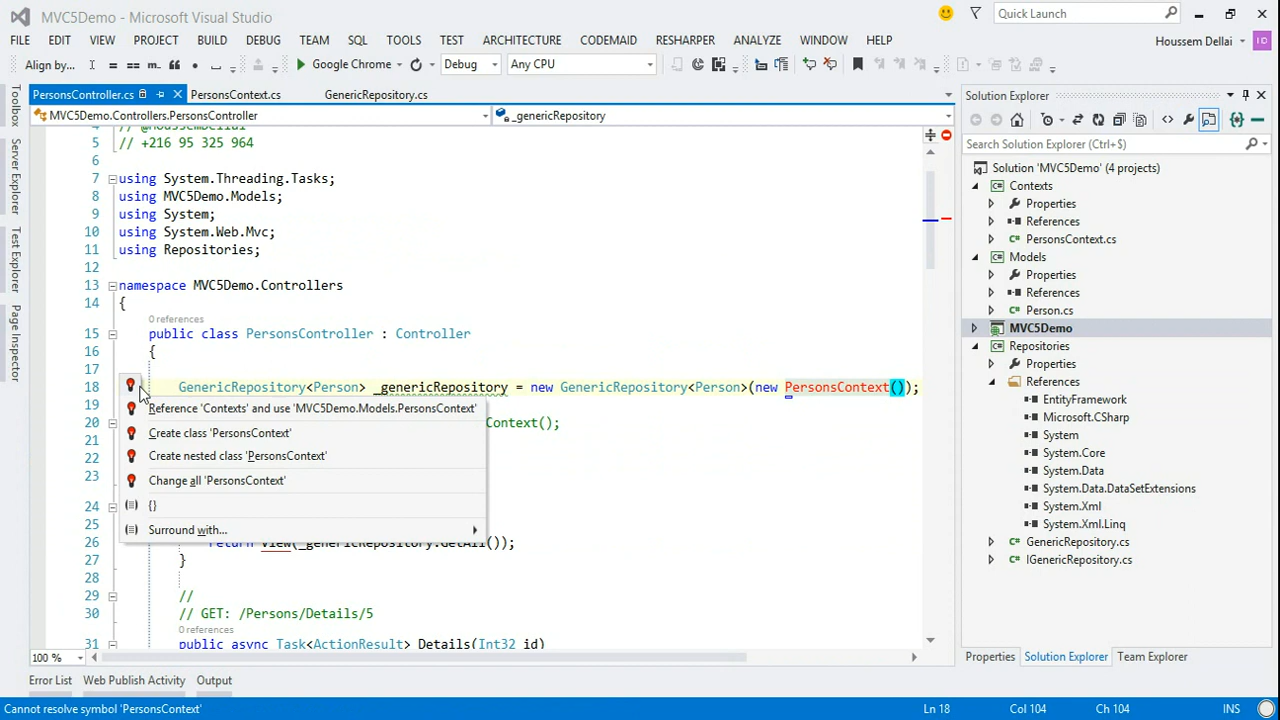 MVC5Demo - Microsoft Visual Studio
Quick Launch
FILE EDIT VIEW PROJECT BUILD DEBUG TEAM SQL TOOLS TEST ARCHITECTURE CODEMAID RESHARPER ANALYZE WINDOW HELP
Houssem Dellai
HD
Align by... Google Chrome Debug Any CPU
PersonsController.cs PersonsContext.cs GenericRepository.cs
MVC5Demo.Controllers.PersonsController _genericRepository
Toolbox
Server Explorer
Test Explorer
Page Inspector
5 // +216 95 325 964
6
7 using System.Threading.Tasks;
8 using MVC5Demo.Models;
9 using System;
10 using System.Web.Mvc;
11 using Repositories;
12
13 namespace MVC5Demo.Controllers
14 {
0 references
15 public class PersonsController : Controller
16 {
17
18 GenericRepository<Person> _genericRepository = new GenericRepository<Person>(new PersonsContext());
19
Reference 'Contexts' and use 'MVC5Demo.Models.PersonsContext'
20 Context();
21
Create class 'PersonsContext'
22
Create nested class 'PersonsContext'
23
Change all 'PersonsContext'
24
{}
25
Surround with...
26 return View(_genericRepository.GetAll());
27 }
28
29 //
30 // GET: /Persons/Details/5
0 references
31 public async Task<ActionResult> Details(Int32 id)
100 %
Solution Explorer
Search Solution Explorer (Ctrl+$)
Solution 'MVC5Demo' (4 projects)
Contexts
Properties
References
PersonsContext.cs
Models
Properties
References
Person.cs
MVC5Demo
Repositories
Properties
References
EntityFramework
Microsoft.CSharp
System
System.Core
System.Data
System.Data.DataSetExtensions
System.Xml
System.Xml.Linq
GenericRepository.cs
IGenericRepository.cs
Properties Solution Explorer Team Explorer
Error List Web Publish Activity Output
Cannot resolve symbol 'PersonsContext' Ln 18 Col 104 Ch 104 INS